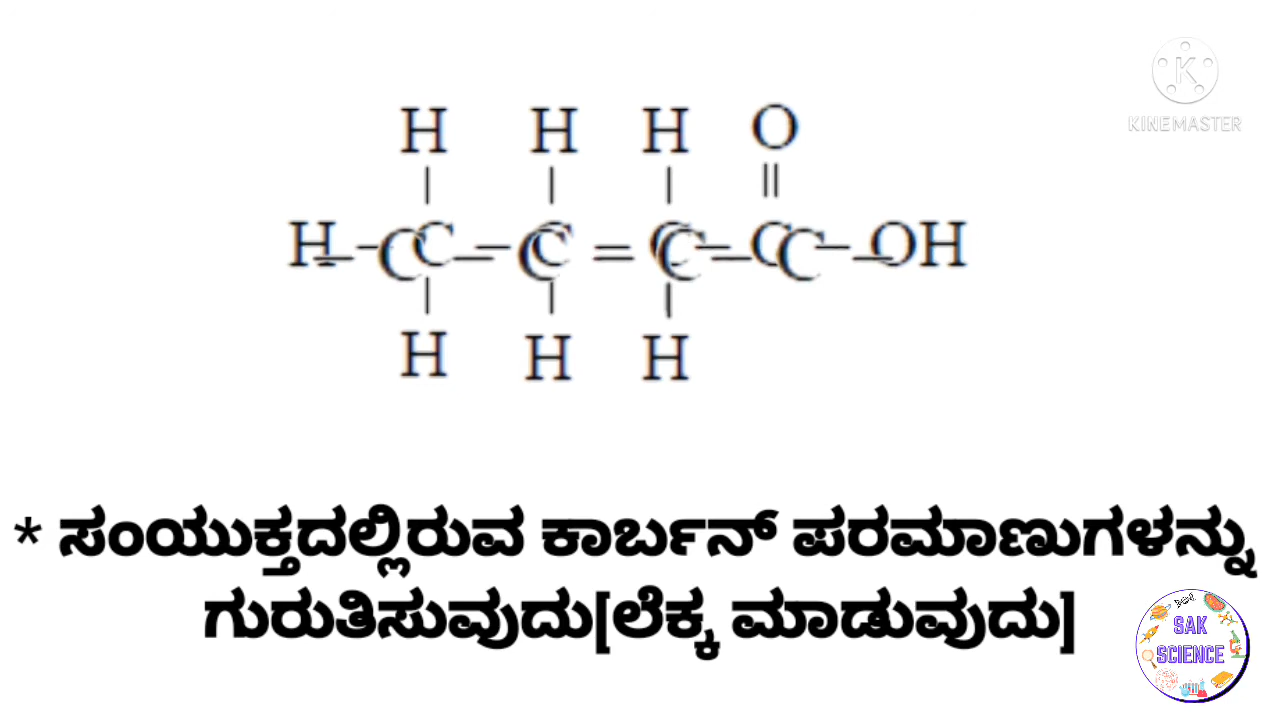 KINEMASTER
H H H O
H - C - C = C - C - OH
H H H
* ಸಂಯುಕ್ತದಲ್ಲಿರುವ ಕಾರ್ಬನ್ ಪರಮಾಣುಗಳನ್ನು
ಗುರುತಿಸುವುದು[ಲೆಕ್ಕ ಮಾಡುವುದು]
SAK
SCIENCE